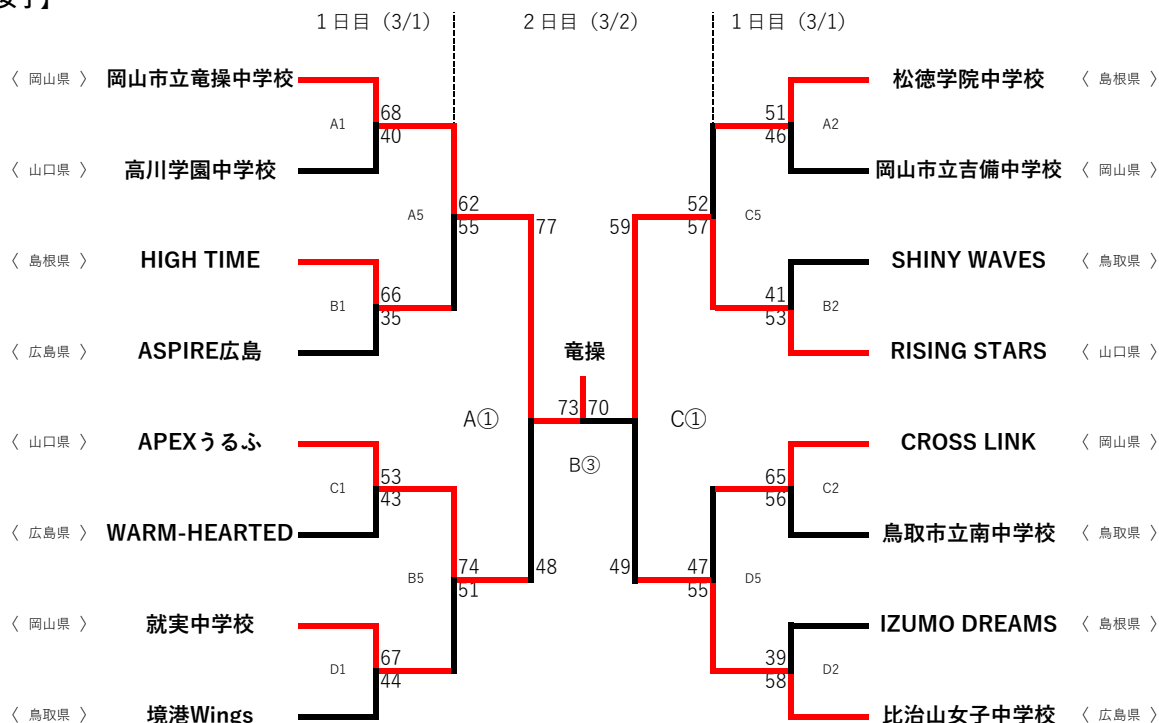 １日目（3/1）　２日目（3/2）　１日目（3/1）
〈 岡山県 〉 岡山市立竜操中学校
68
A1
40
〈 山口県 〉 高川学園中学校
62
A5
55
〈 島根県 〉 HIGH TIME
66
B1
35
〈 広島県 〉 ASPIRE広島
77
A①
48
〈 山口県 〉 APEXうるふ
53
C1
43
〈 広島県 〉 WARM-HEARTED
74
B5
51
〈 岡山県 〉 就実中学校
67
D1
44
〈 鳥取県 〉 境港Wings
竜操
73 70
B③
松徳学院中学校 〈 島根県 〉
51
A2
46
岡山市立吉備中学校 〈 岡山県 〉
52
C5
57
SHINY WAVES 〈 鳥取県 〉
41
B2
53
RISING STARS 〈 山口県 〉
59
C①
49
CROSS LINK 〈 岡山県 〉
65
C2
56
鳥取市立南中学校 〈 鳥取県 〉
47
D5
55
IZUMO DREAMS 〈 島根県 〉
39
D2
58
比治山女子中学校 〈 広島県 〉